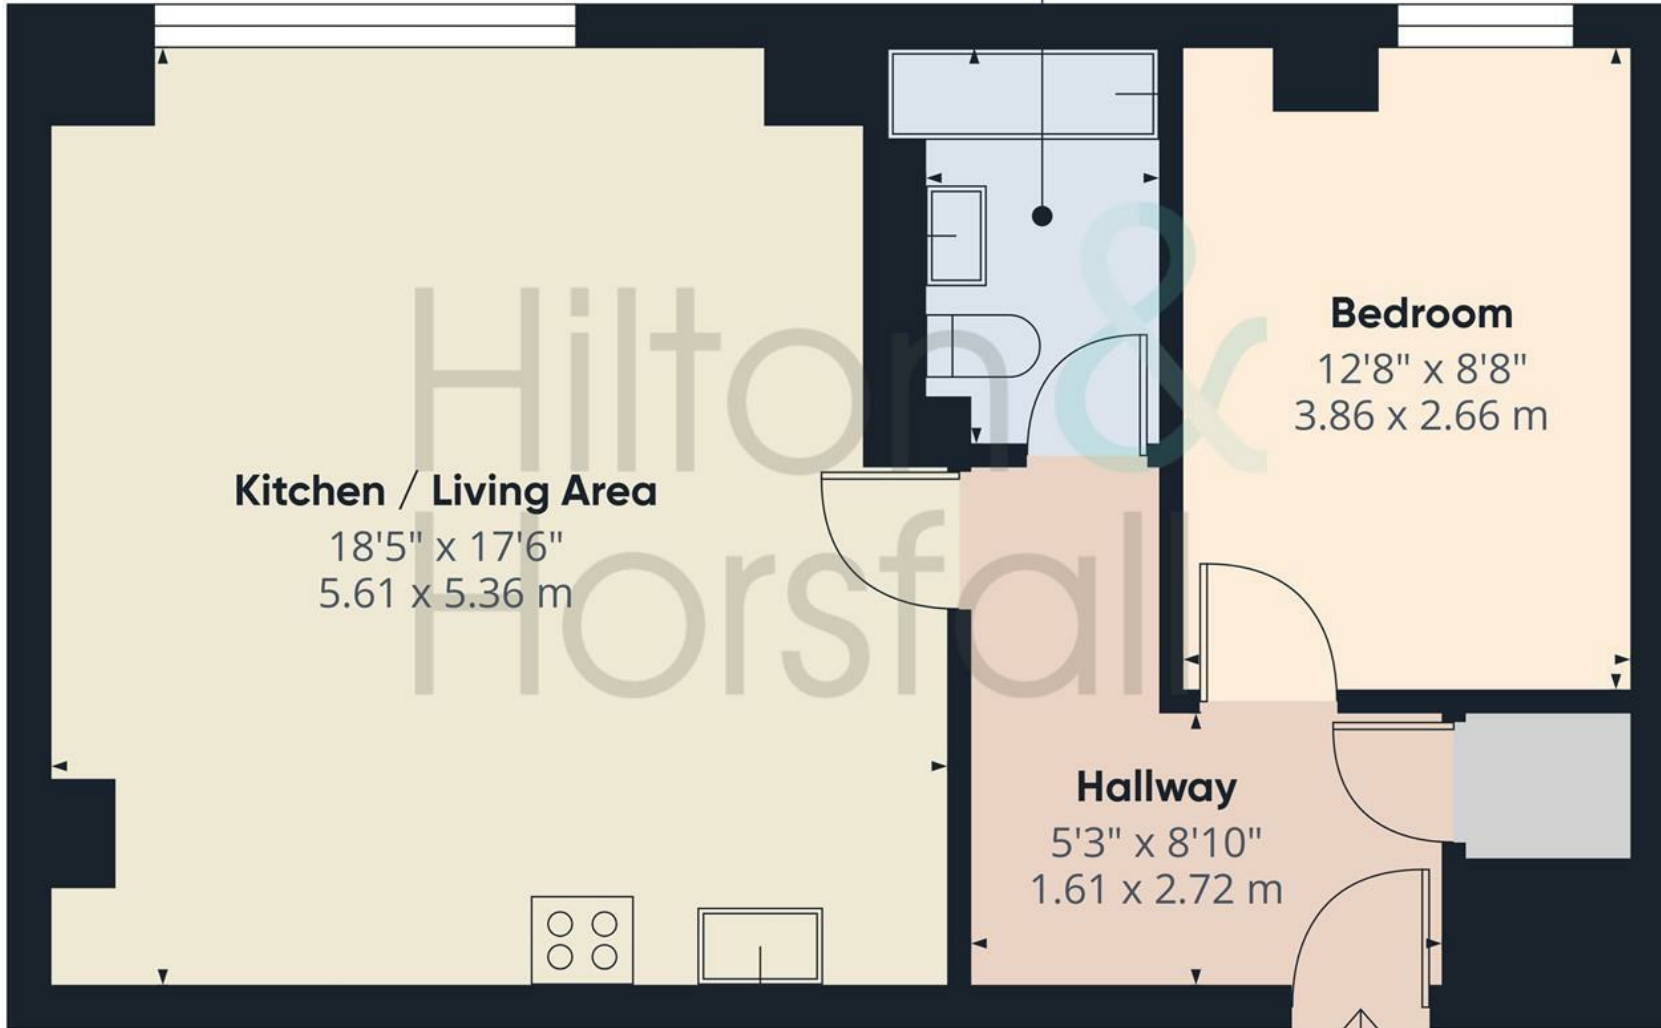 Kitchen / Living Area
18'5" x 17'6"
5.61 x 5.36 m
Bedroom
12'8" x 8'8"
3.86 x 2.66 m
Hallway
5'3" x 8'10"
1.61 x 2.72 m
Hilton &
Horsfall